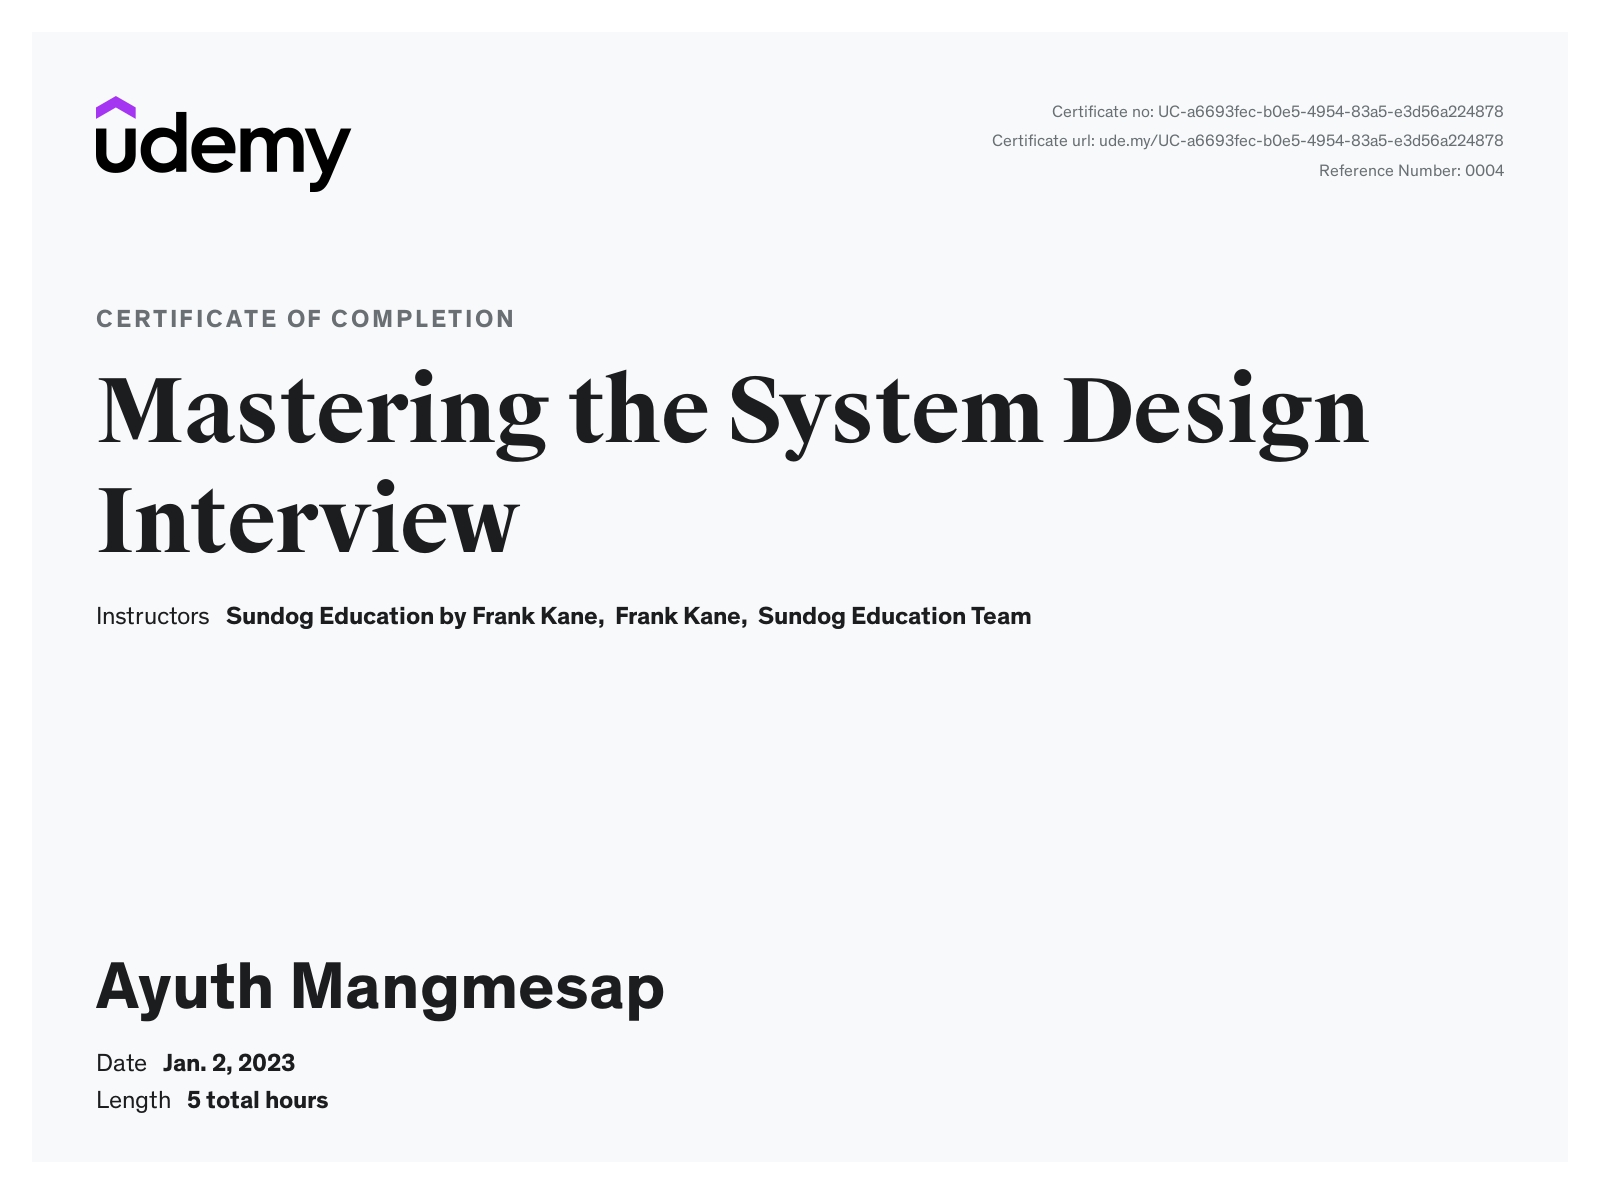 udemy
Certificate no: UC-a6693fec-b0e5-4954-83a5-e3d56a224878
Certificate url: ude.my/UC-a6693fec-b0e5-4954-83a5-e3d56a224878
Reference Number: 0004
CERTIFICATE OF COMPLETION
Mastering the System Design
Interview
Instructors Sundog Education by Frank Kane, Frank Kane, Sundog Education Team
Ayuth Mangmesap
Date Jan. 2, 2023
Length 5 total hours